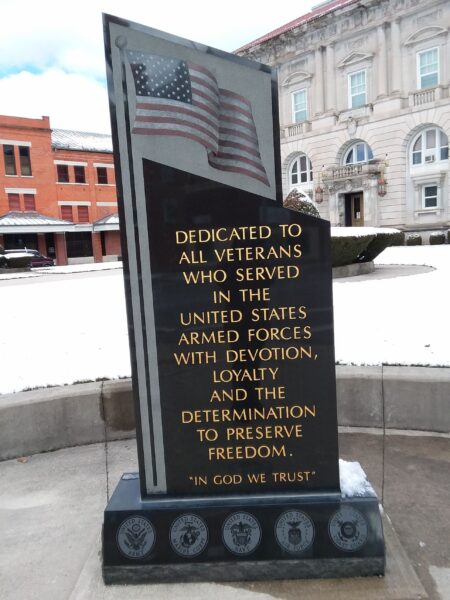 DEDICATED TO
ALL VETERANS
WHO SERVED
IN THE
UNITED STATES
ARMED FORCES
WITH DEVOTION,
LOYALTY
AND THE
DETERMINATION
TO PRESERVE
FREEDOM.
"IN GOD WE TRUST"